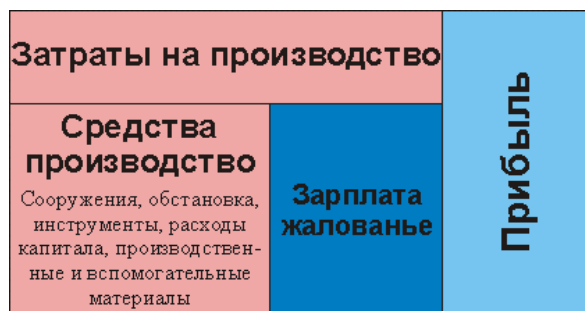 Затраты на производство
Средства
производство
Сооружения, обстановка,
инструменты, расходы
капитала, производствен-
ные и вспомогательные
материалы
Зарплата
жалованье
Прибыль